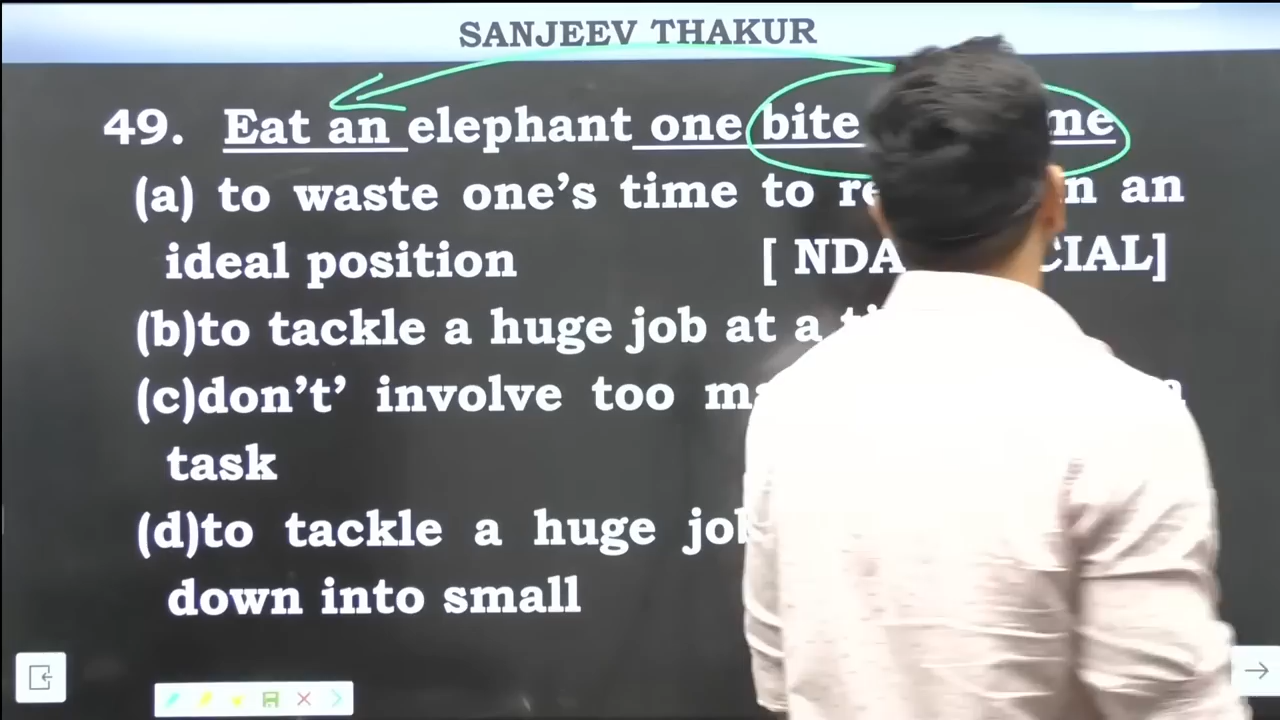 SANJEEV THAKUR
49. Eat an elephant one bite
(a) to waste one’s time to an
ideal position [ NDA
(b)to tackle a huge job at a
(c)don’t’ involve too
task
(d)to tackle a huge
down into small